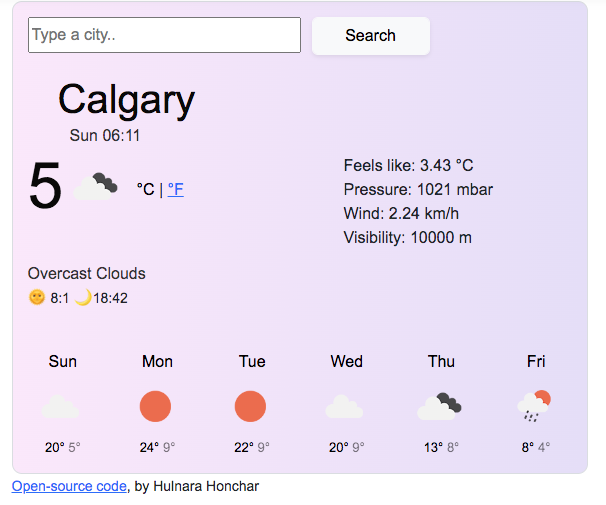 Type a city..
Search
Calgary
Sun 06:11
5 °C | °F
Feels like: 3.43 °C
Pressure: 1021 mbar
Wind: 2.24 km/h
Visibility: 10000 m
Overcast Clouds
🌞 8:1 🌙18:42
Sun Mon Tue Wed Thu Fri
20° 5° 24° 9° 22° 9° 20° 9° 13° 8° 8° 4°
Open-source code, by Hulnara Honchar